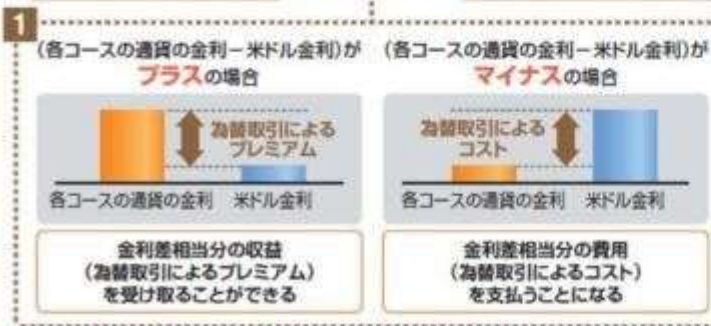 1
(各コースの通貨の金利－米ドル金利)が
プラスの場合
為替取引による
プレミアム
各コースの通貨の金利 米ドル金利
金利差相当分の収益
(為替取引によるプレミアム)
を受け取ることができる
(各コースの通貨の金利－米ドル金利)が
マイナスの場合
為替取引による
コスト
各コースの通貨の金利 米ドル金利
金利差相当分の費用
(為替取引によるコスト)
を支払うことになる